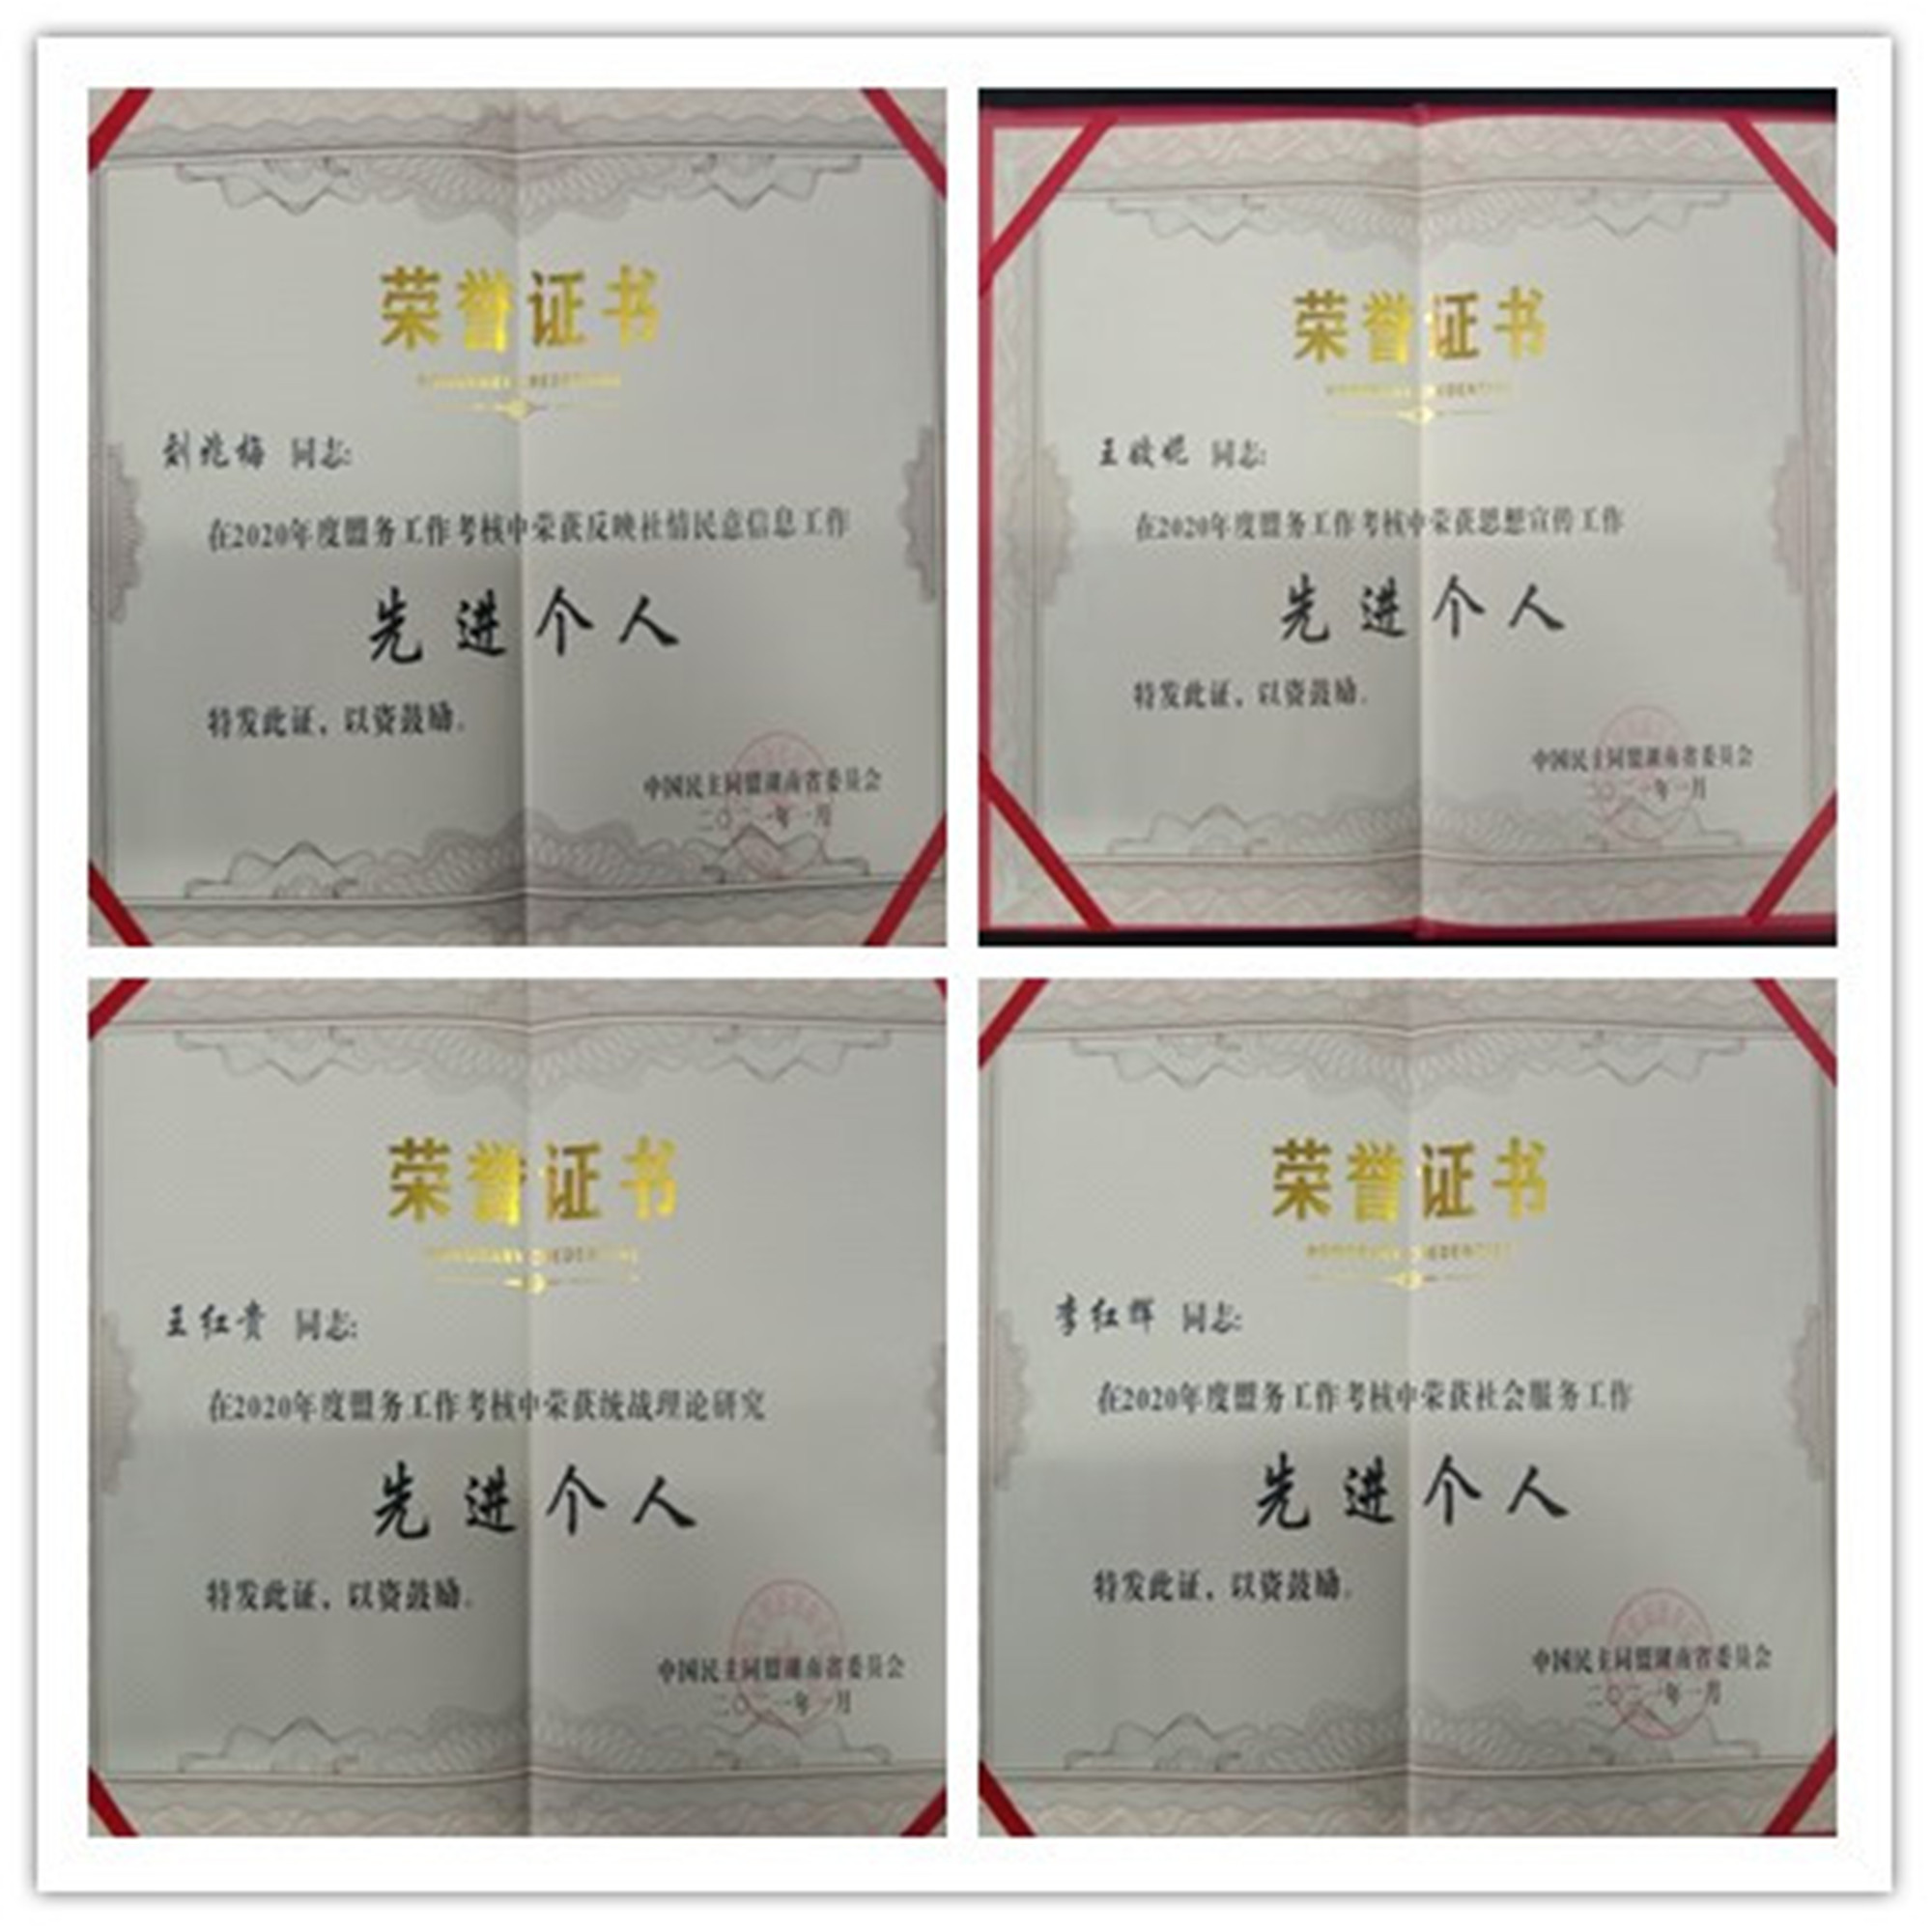 荣誉证书
刘兆梅 同志:
在2020年度盟务工作考核中荣获反映社情民意信息工作
先进个人
特发此证，以资鼓励。
中国民主同盟湖南省委员会
二〇二一年一月
荣誉证书
同志:
在2020年度盟务工作考核中荣获思想宣传工作
先进个人
特发此证，以资鼓励.
中国民主同盟湖南省委员会
二〇二一年一月
荣誉证书
王红贵 同志:
在2020年度盟务工作考核中荣获统战理论研究
先进个人
特发此证，以资鼓励。
中国民主同盟湖南省委员会
二〇二一年一月
荣誉证书
李红辉 同志:
在2020年度盟务工作考核中荣获社会服务工作
先进个人
特发此证，以资鼓励。
中国民主同盟湖南省委员会
二〇二一年一月